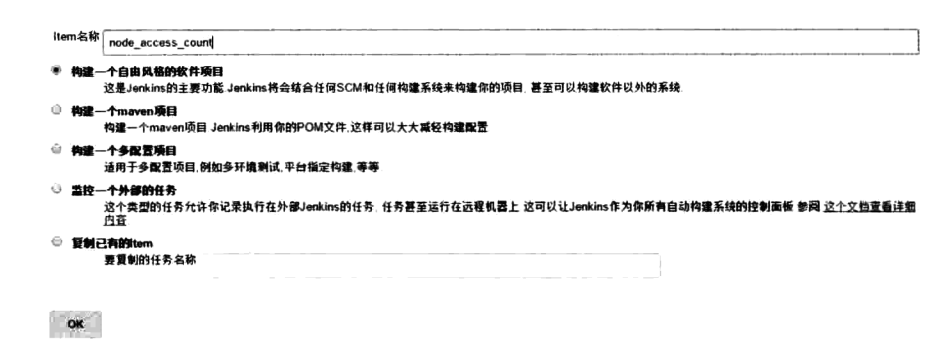 Item名称 node_access_count
构建一个自由风格的软件项目
这是Jenkins的主要功能.Jenkins将会结合任何SCM和任何构建系统来构建你的项目, 甚至可以构建软件以外的系统.
构建一个maven项目
构建一个maven项目 Jenkins利用你的POM文件,这样可以大大减轻构建配置
构建一个多配置项目
适用于多配置项目,例如多环境测试,平台指定构建,等等
监控一个外部的任务
这个类型的任务允许你记录执行在外部Jenkins的任务, 任务甚至运行在远程机器上 这可以让Jenkins作为你所有自动构建系统的控制面板 参阅 这个文档查看详细
内容
复制已有的Item
要复制的任务名称
OK